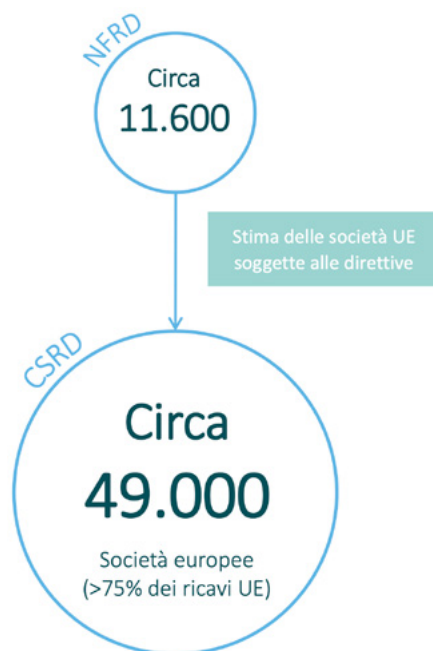 NFRD
Circa
11.600
Stima delle società UE
soggette alle direttive
CSRD
Circa
49.000
Società europee
(>75% dei ricavi UE)